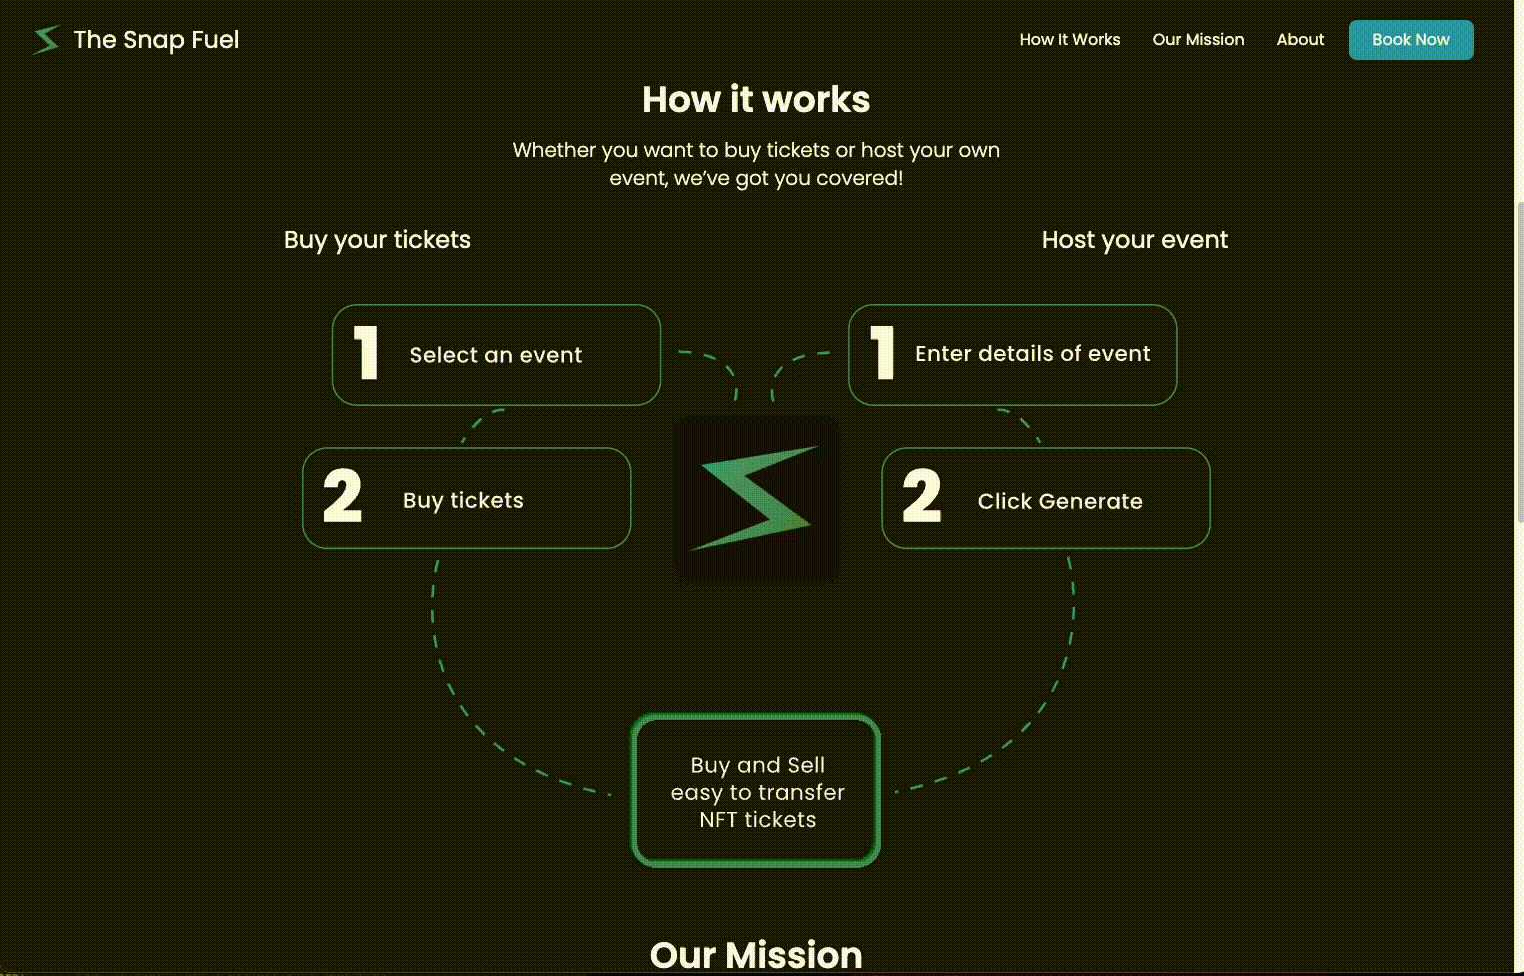 The Snap Fuel
How It Works
Our Mission
About
Book Now
How it works
Whether you want to buy tickets or host your own
event, we've got you covered!
Buy your tickets
Host your event
1
Select an event
1
Enter details of event
2
Buy tickets
2
Click Generate
Buy and Sell
easy to transfer
NFT tickets
Our Mission